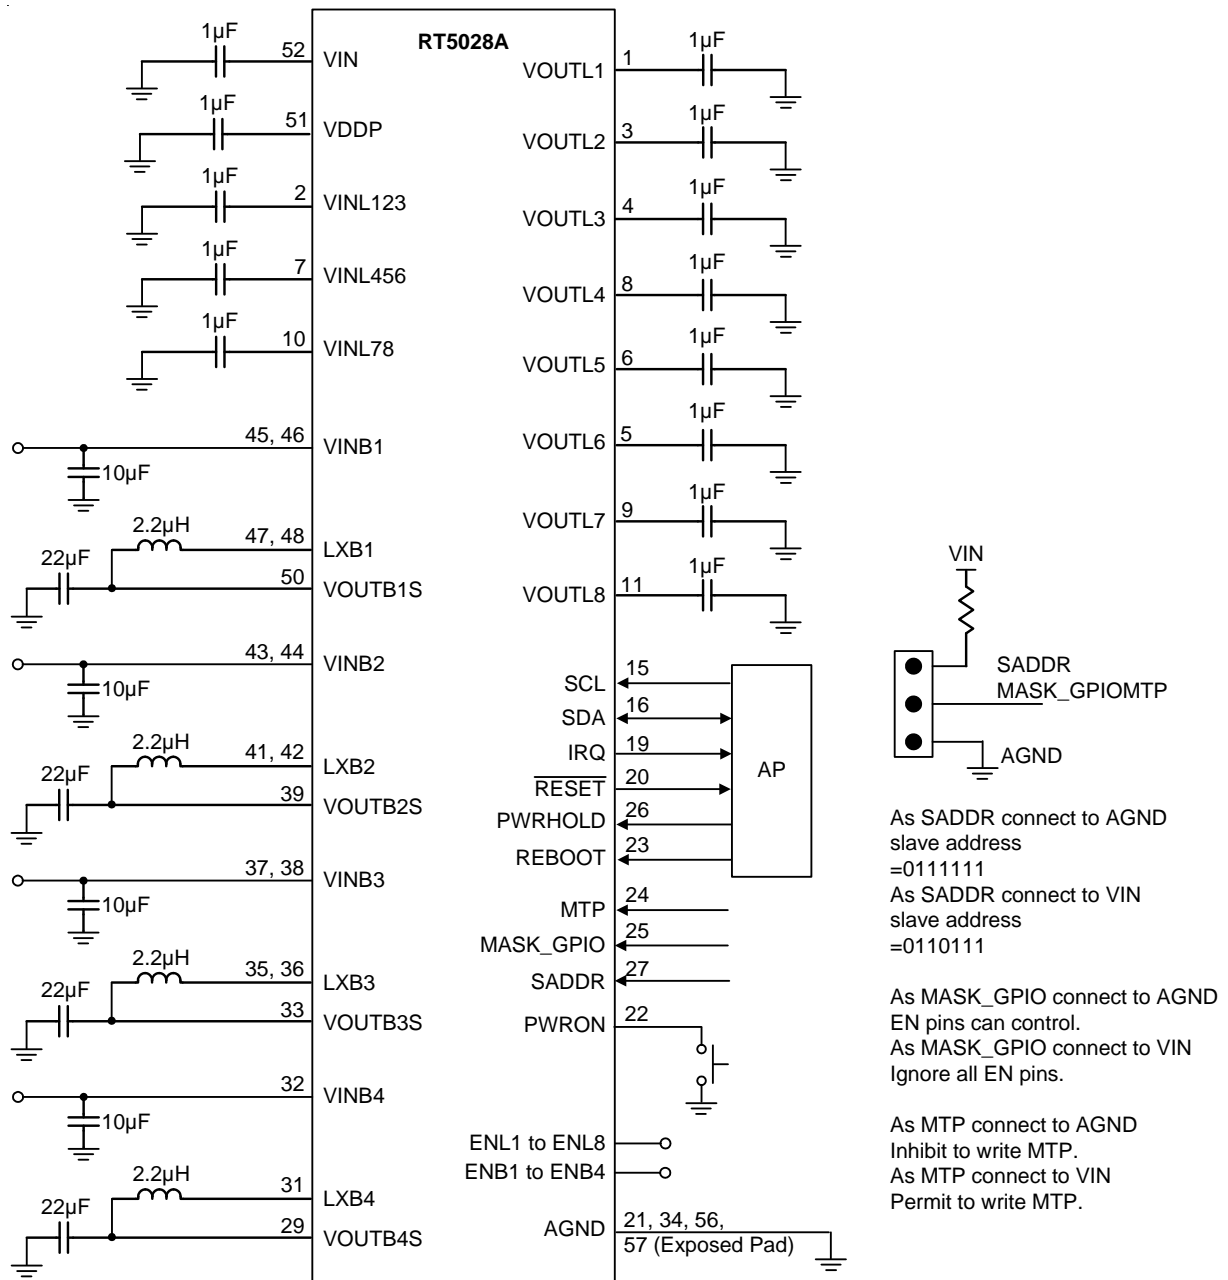 RT5028A
1µF
52
VIN
1µF
51
VDDP
1µF
2
VINL123
1µF
7
VINL456
1µF
10
VINL78
45, 46
VINB1
10µF
2.2µH
47, 48
LXB1
22µF
50
VOUTB1S
43, 44
VINB2
10µF
2.2µH
41, 42
LXB2
22µF
39
VOUTB2S
37, 38
VINB3
10µF
2.2µH
35, 36
LXB3
22µF
33
VOUTB3S
32
VINB4
10µF
2.2µH
31
LXB4
22µF
29
VOUTB4S
VOUTL1
1
1µF
VOUTL2
3
1µF
VOUTL3
4
1µF
VOUTL4
8
1µF
VOUTL5
6
1µF
VOUTL6
5
1µF
VOUTL7
9
1µF
VOUTL8
11
1µF
SCL
15
SDA
16
IRQ
19
RESET
20
PWRHOLD
26
REBOOT
23
AP
MTP
24
MASK_GPIO
25
SADDR
27
PWRON
22
ENL1 to ENL8
ENB1 to ENB4
AGND
21, 34, 56,
57 (Exposed Pad)
VIN
SADDR
MASK_GPIOMTP
AGND
As SADDR connect to AGND
slave address
=0111111
As SADDR connect to VIN
slave address
=0110111
As MASK_GPIO connect to AGND
EN pins can control.
As MASK_GPIO connect to VIN
Ignore all EN pins.
As MTP connect to AGND
Inhibit to write MTP.
As MTP connect to VIN
Permit to write MTP.